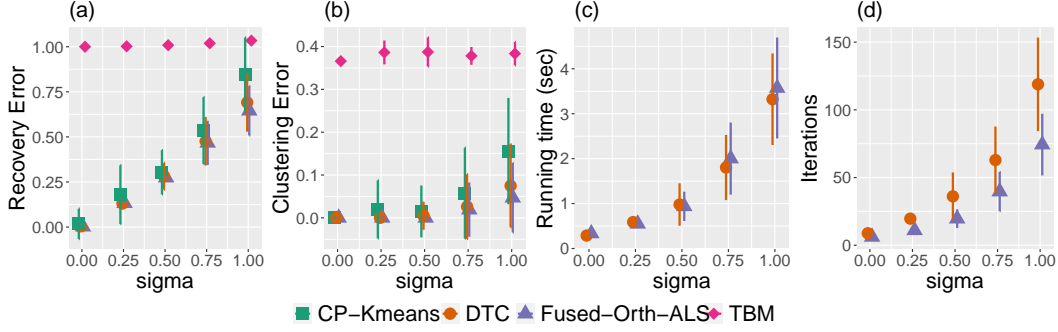 (a)
Recovery Error
1.00
0.75
0.50
0.25
0.00
0.00 0.25 0.50 0.75 1.00
sigma
(b)
Clustering Error
0.4
0.3
0.2
0.1
0.0
0.00 0.25 0.50 0.75 1.00
sigma
(c)
Running time (sec)
4
3
2
1
0
0.00 0.25 0.50 0.75 1.00
sigma
(d)
Iterations
150
100
50
0
0.00 0.25 0.50 0.75 1.00
sigma
CP−Kmeans DTC Fused−Orth−ALS TBM